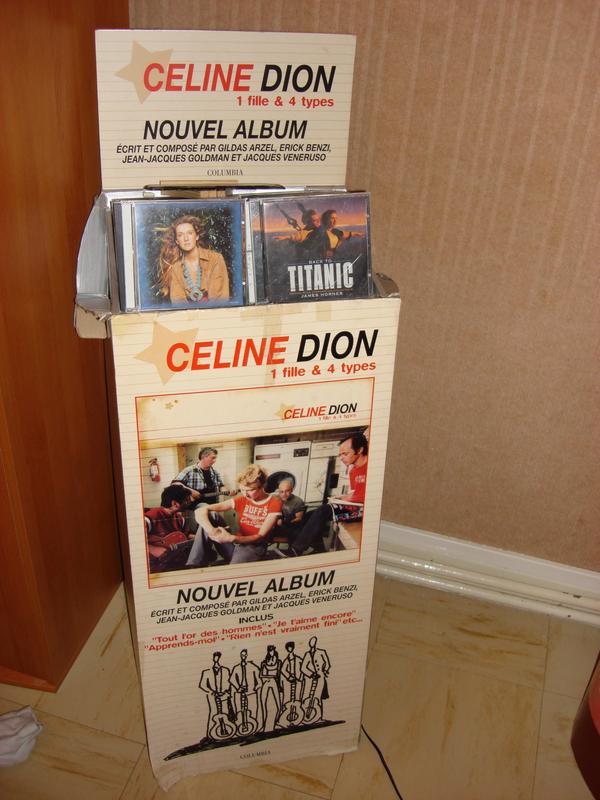 CELINE DION
1 fille & 4 types
NOUVEL ALBUM
ÉCRIT ET COMPOSÉ PAR GILDAS ARZEL, ERICK BENZI,
JEAN-JACQUES GOLDMAN ET JACQUES VENERUSO
COLUMBIA
BACK TO
TITANIC
JAMES HORNER
CELINE DION
1 fille & 4 types
CELINE DION
1 fille & 4 types
BUFF'S
NOUVEL ALBUM
ÉCRIT ET COMPOSÉ PAR GILDAS ARZEL, ERICK BENZI,
JEAN-JACQUES GOLDMAN ET JACQUES VENERUSO
INCLUS
"Tout l'or des hommes" • "Je t'aime encore"
"Apprends-moi" • "Rien n'est vraiment fini" etc...
COLUMBIA